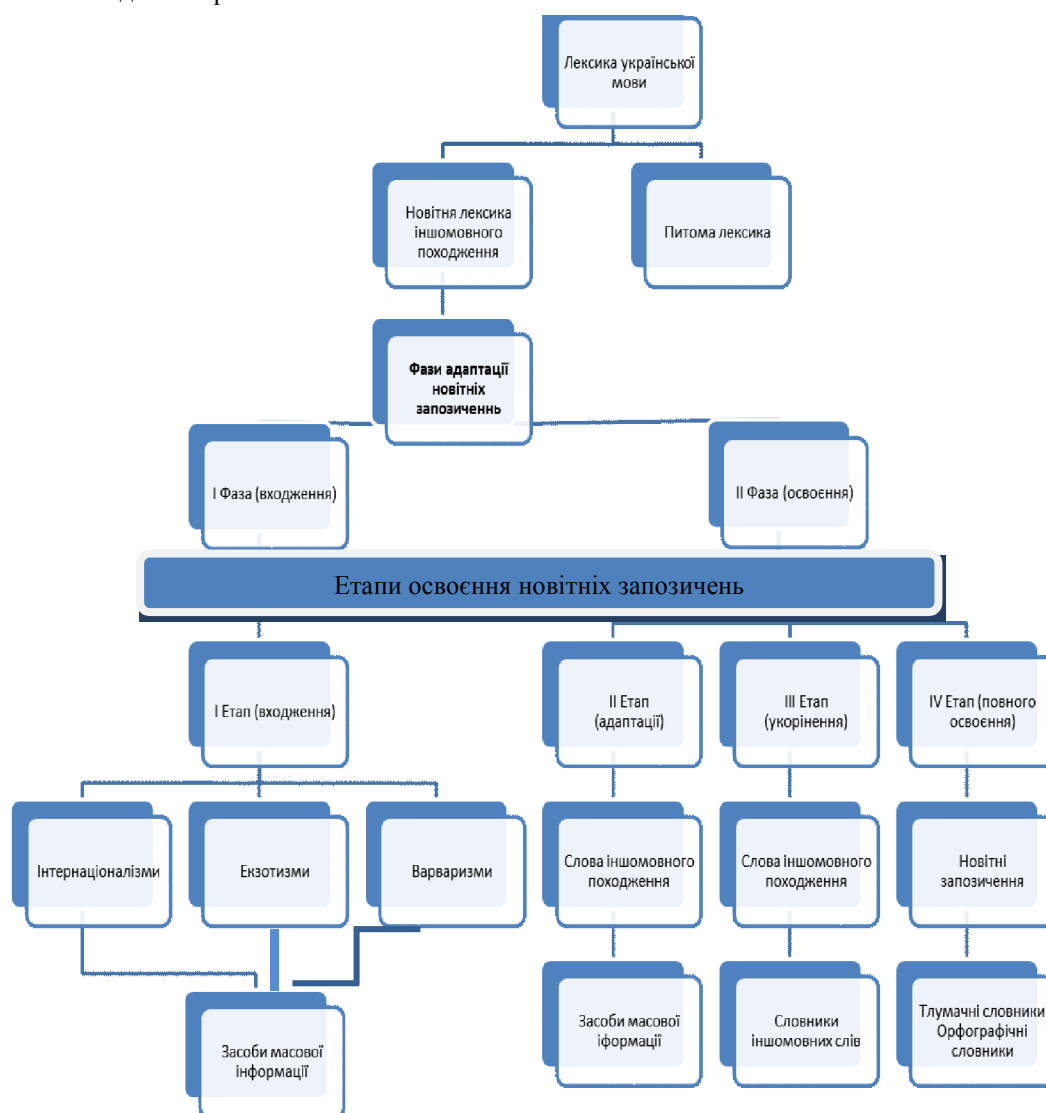 Лексика української
мови
Новітня лексика
іншомовного
походження
Питома лексика
Фази адаптації
новітніх
запозиченнь
І Фаза (входження)
ІІ Фаза (освоєння)
Етапи освоєння новітніх запозичень
І Етап (входження)
ІІ Етап
(адаптації)
ІІІ Етап
(укорінення)
IV Етап (повного
освоєння)
Інтернаціоналізми
Екзотизми
Варваризми
Слова іншомовного
походження
Слова іншомовного
походження
Новітні
запозичення
Засоби масової
інформації
Засоби масової
іформації
Словники
іншомовних слів
Тлумачні словники
Орфографічні
словники